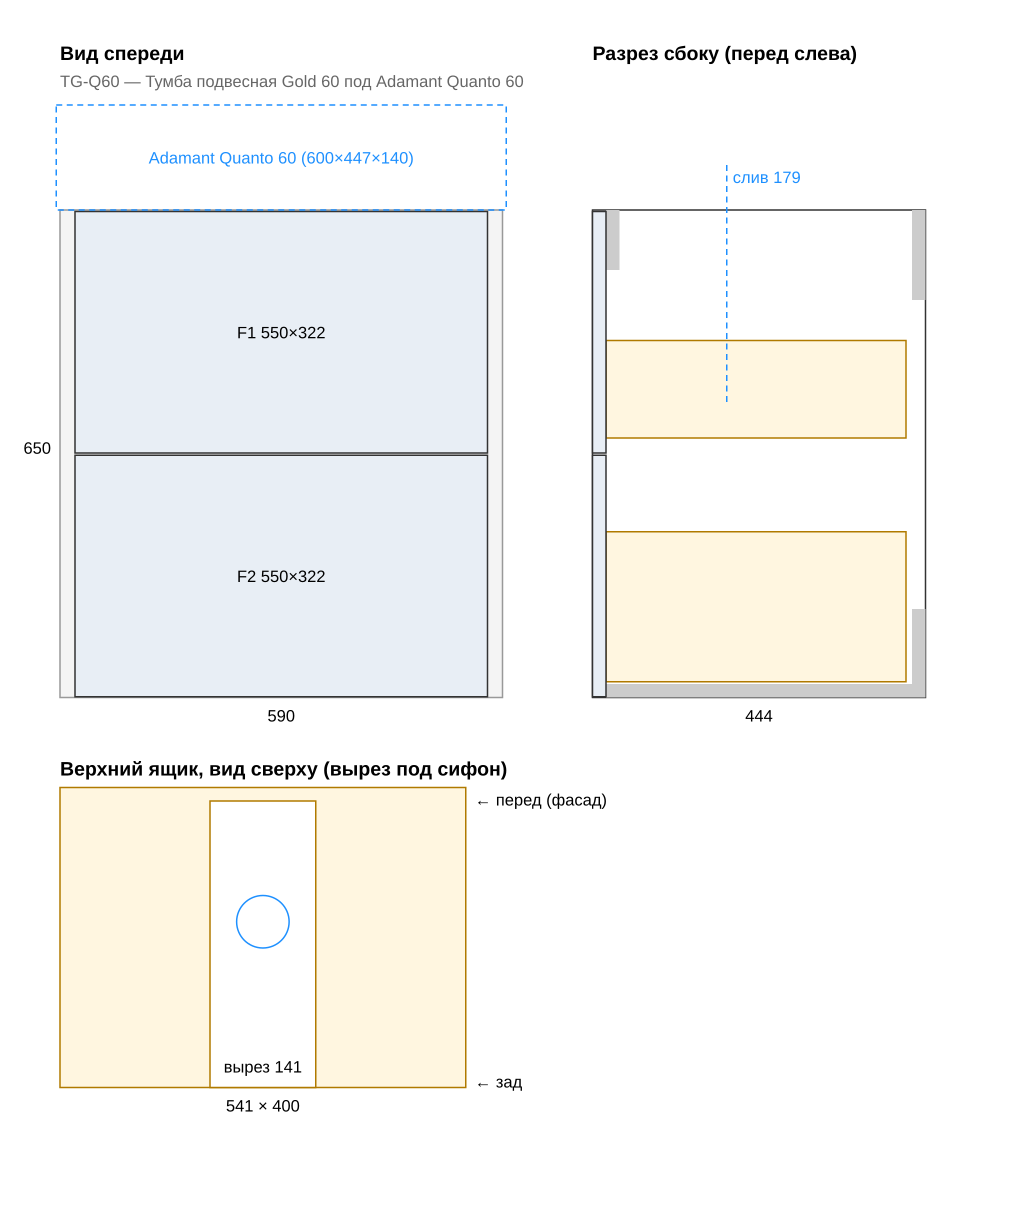 Вид спереди
TG-Q60 — Тумба подвесная Gold 60 под Adamant Quanto 60
Adamant Quanto 60 (600×447×140)
F1 550×322
650
F2 550×322
590
Разрез сбоку (перед слева)
слив 179
444
Верхний ящик, вид сверху (вырез под сифон)
← перед (фасад)
вырез 141
← зад
541 × 400